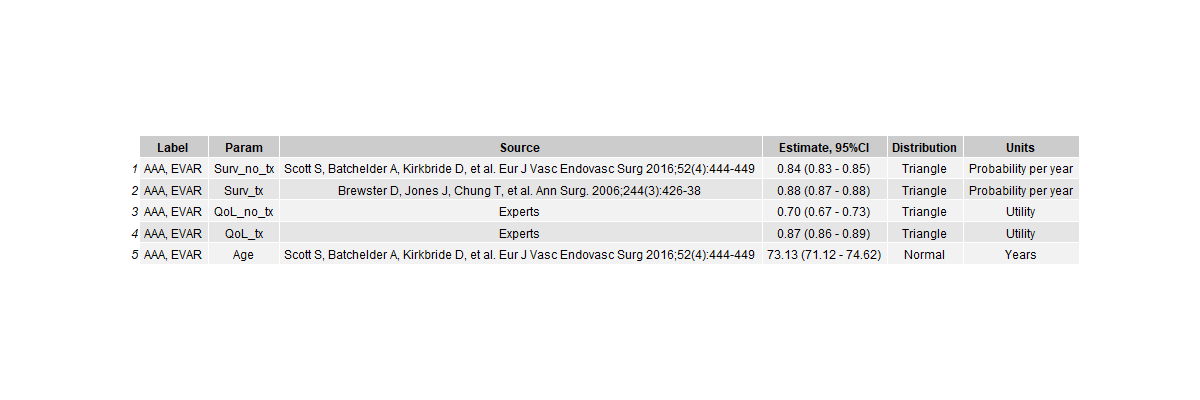 Label Param Source Estimate, 95%CI Distribution Units
1 AAA, EVAR Surv_no_tx Scott S, Batchelder A, Kirkbride D, et al. Eur J Vasc Endovasc Surg 2016;52(4):444-449 0.84 (0.83 - 0.85) Triangle Probability per year
2 AAA, EVAR Surv_tx Brewster D, Jones J, Chung T, et al. Ann Surg. 2006;244(3):426-38 0.88 (0.87 - 0.88) Triangle Probability per year
3 AAA, EVAR QoL_no_tx Experts 0.70 (0.67 - 0.73) Triangle Utility
4 AAA, EVAR QoL_tx Experts 0.87 (0.86 - 0.89) Triangle Utility
5 AAA, EVAR Age Scott S, Batchelder A, Kirkbride D, et al. Eur J Vasc Endovasc Surg 2016;52(4):444-449 73.13 (71.12 - 74.62) Normal Years